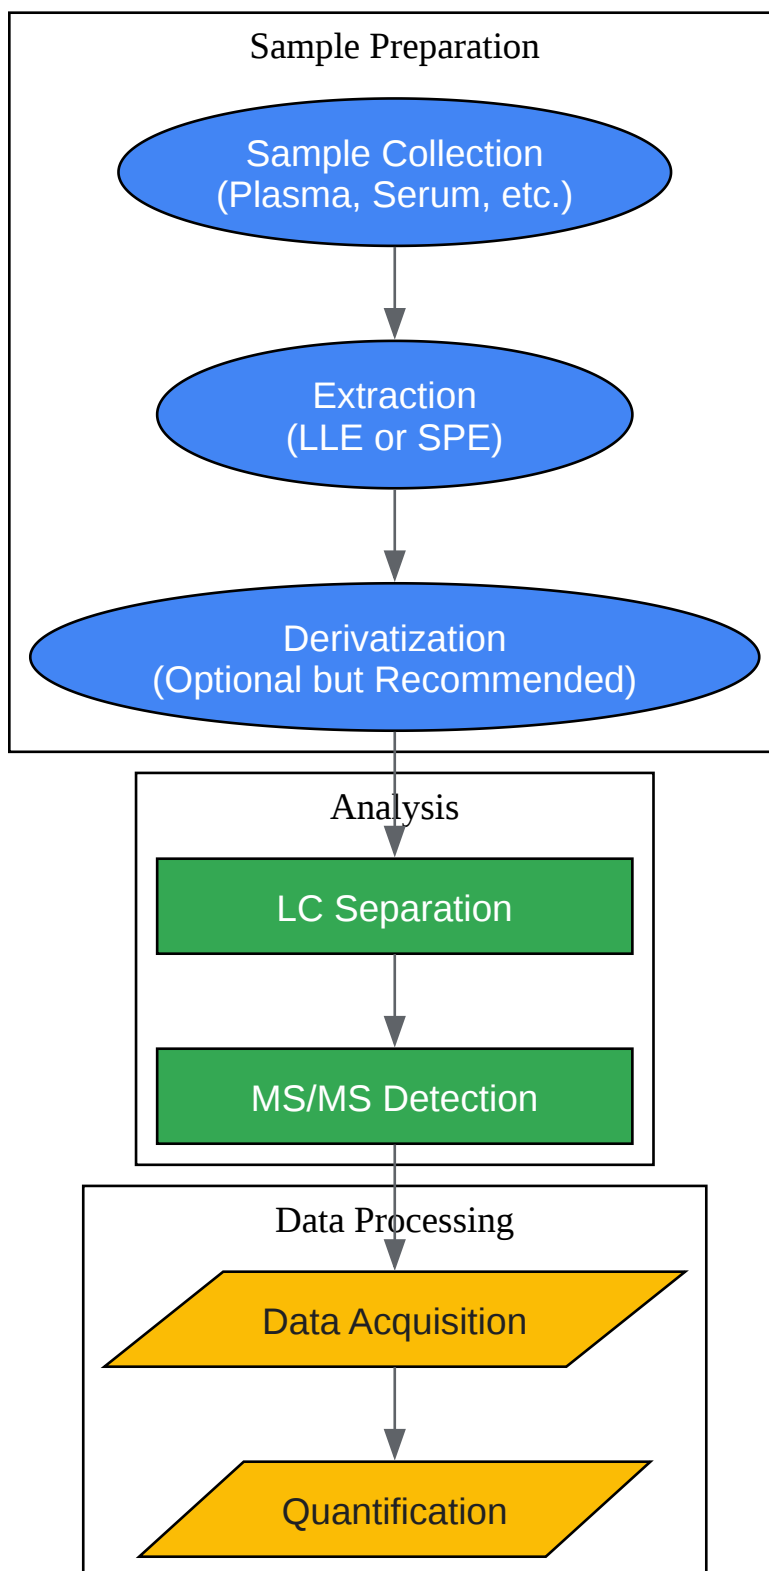 Sample Preparation
Sample Collection
(Plasma, Serum, etc.)
Extraction
(LLE or SPE)
Derivatization
(Optional but Recommended)
Analysis
LC Separation
MS/MS Detection
Data Processing
Data Acquisition
Quantification